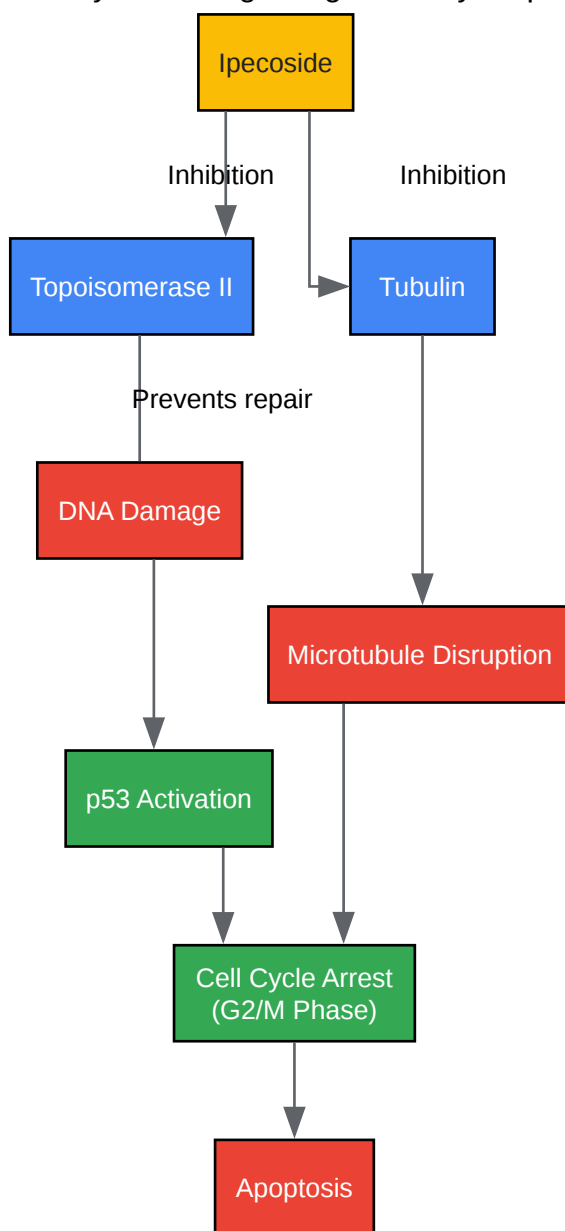 Ipecoside
Inhibition
Inhibition
Topoisomerase II
Tubulin
Prevents repair
DNA Damage
Microtubule Disruption
p53 Activation
Cell Cycle Arrest
(G2/M Phase)
Apoptosis